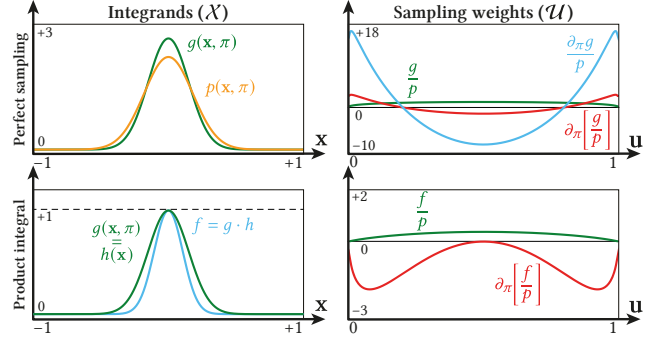 Integrands (𝒳)
Sampling weights (𝒰)
Perfect sampling
+3
g(x, π)
p(x, π)
0
−1
+1
x
+18
∂πg/p
g/p
0
∂π[g/p]
−10
0
1
u
Product integral
+1
g(x, π)
=
h(x)
f = g · h
0
−1
+1
x
+2
f/p
0
∂π[f/p]
−3
0
1
u